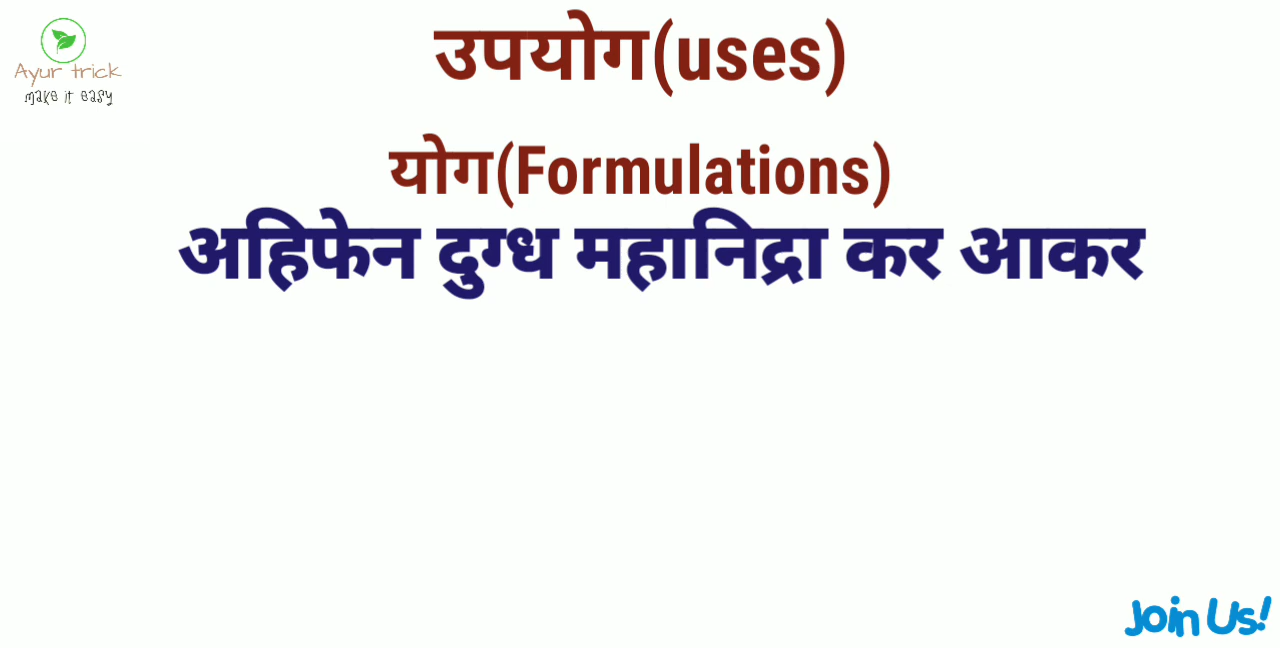 Ayur trick
make it easy
उपयोग(uses)
योग(Formulations)
अहिफेन दुग्ध महानिद्रा कर आकर
Join Us!